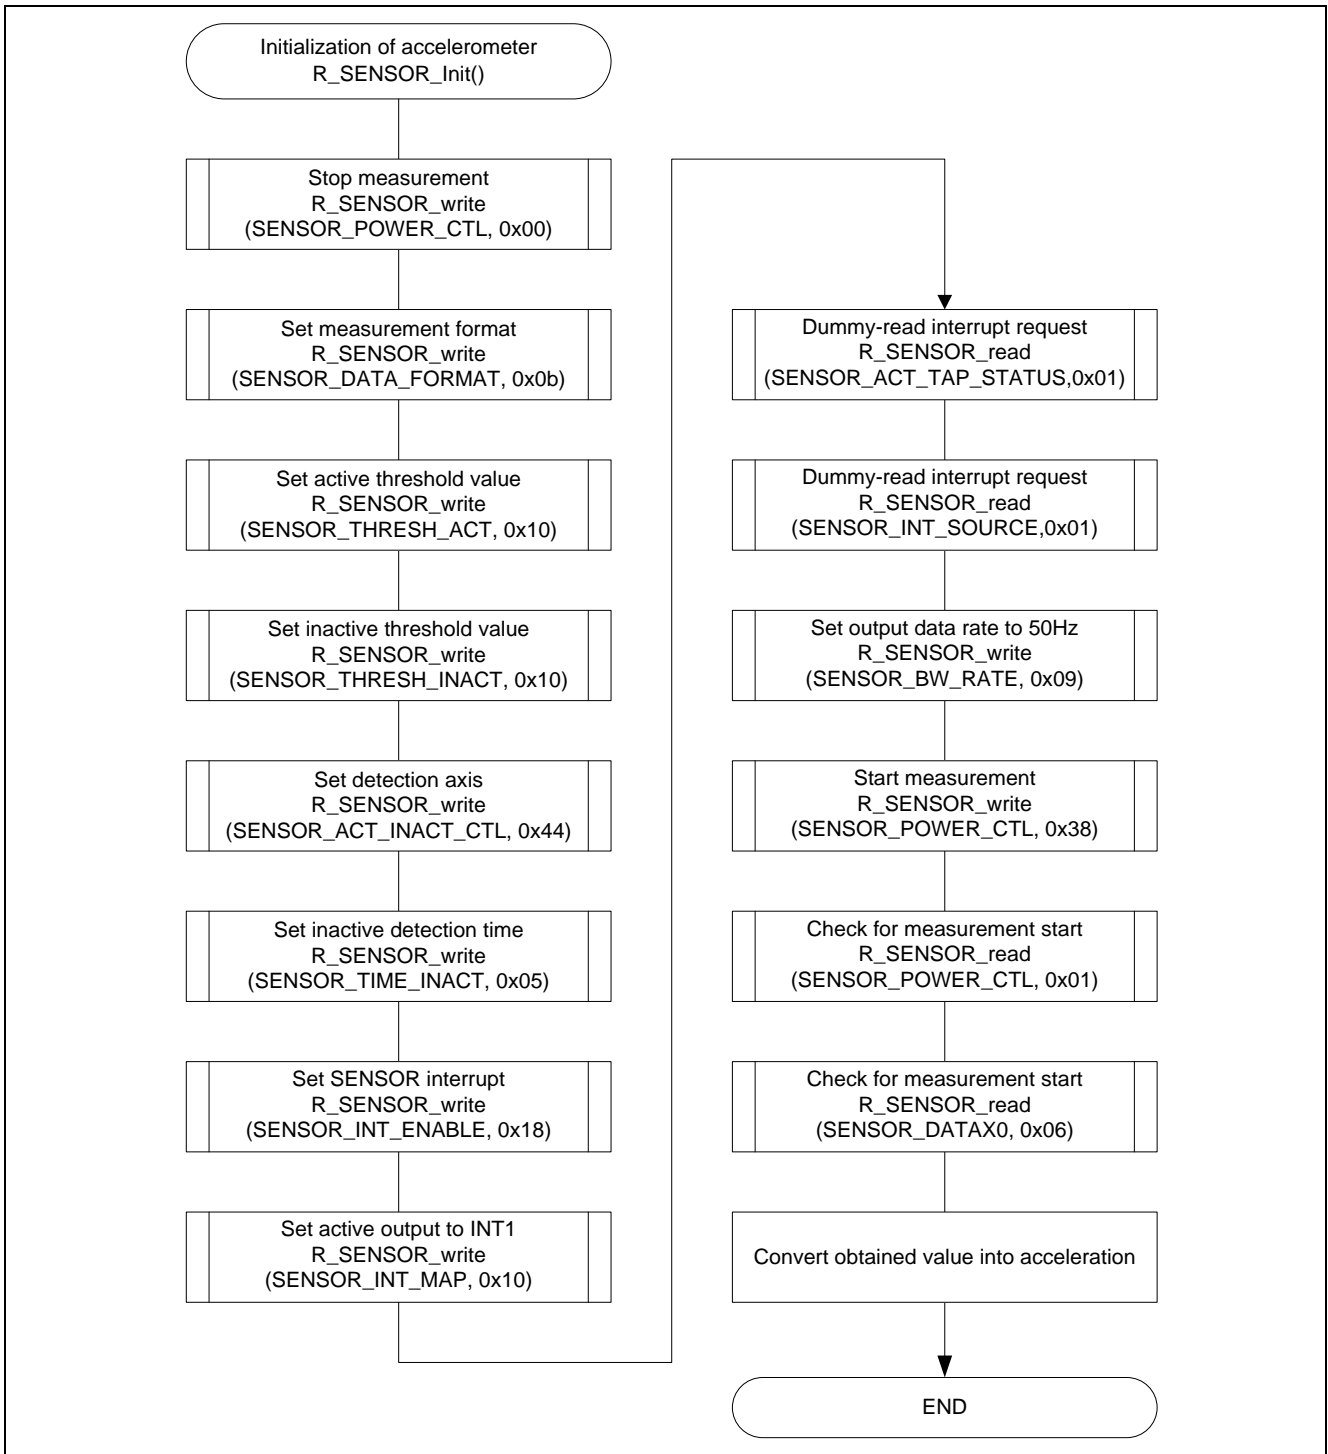 Initialization of accelerometer
R_SENSOR_Init()
Stop measurement
R_SENSOR_write
(SENSOR_POWER_CTL, 0x00)
Set measurement format
R_SENSOR_write
(SENSOR_DATA_FORMAT, 0x0b)
Set active threshold value
R_SENSOR_write
(SENSOR_THRESH_ACT, 0x10)
Set inactive threshold value
R_SENSOR_write
(SENSOR_THRESH_INACT, 0x10)
Set detection axis
R_SENSOR_write
(SENSOR_ACT_INACT_CTL, 0x44)
Set inactive detection time
R_SENSOR_write
(SENSOR_TIME_INACT, 0x05)
Set SENSOR interrupt
R_SENSOR_write
(SENSOR_INT_ENABLE, 0x18)
Set active output to INT1
R_SENSOR_write
(SENSOR_INT_MAP, 0x10)
Dummy-read interrupt request
R_SENSOR_read
(SENSOR_ACT_TAP_STATUS,0x01)
Dummy-read interrupt request
R_SENSOR_read
(SENSOR_INT_SOURCE,0x01)
Set output data rate to 50Hz
R_SENSOR_write
(SENSOR_BW_RATE, 0x09)
Start measurement
R_SENSOR_write
(SENSOR_POWER_CTL, 0x38)
Check for measurement start
R_SENSOR_read
(SENSOR_POWER_CTL, 0x01)
Check for measurement start
R_SENSOR_read
(SENSOR_DATAX0, 0x06)
Convert obtained value into acceleration
END